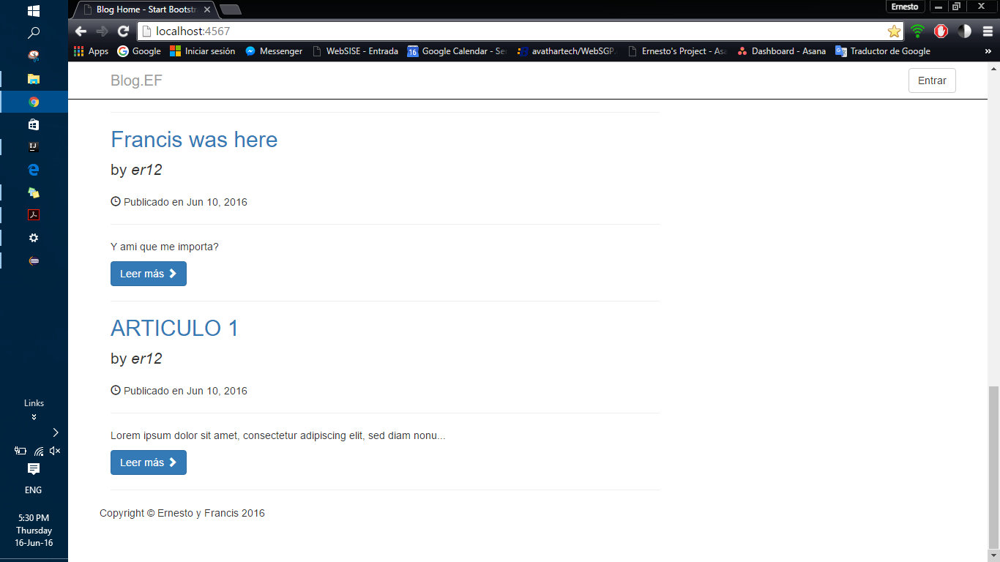 Blog Home - Start Bootstr
Ernesto
localhost:4567
Apps
Google
Iniciar sesión
Messenger
WebSISE - Entrada
Google Calendar - Se
avathartech/WebSGP
Ernesto's Project - Asa
Dashboard - Asana
Traductor de Google
Blog.EF
Entrar
Francis was here
by er12
Publicado en Jun 10, 2016
Y ami que me importa?
Leer más
ARTICULO 1
by er12
Publicado en Jun 10, 2016
Lorem ipsum dolor sit amet, consectetur adipiscing elit, sed diam nonu...
Leer más
Copyright © Ernesto y Francis 2016
Links
ENG
5:30 PM
Thursday
16-Jun-16